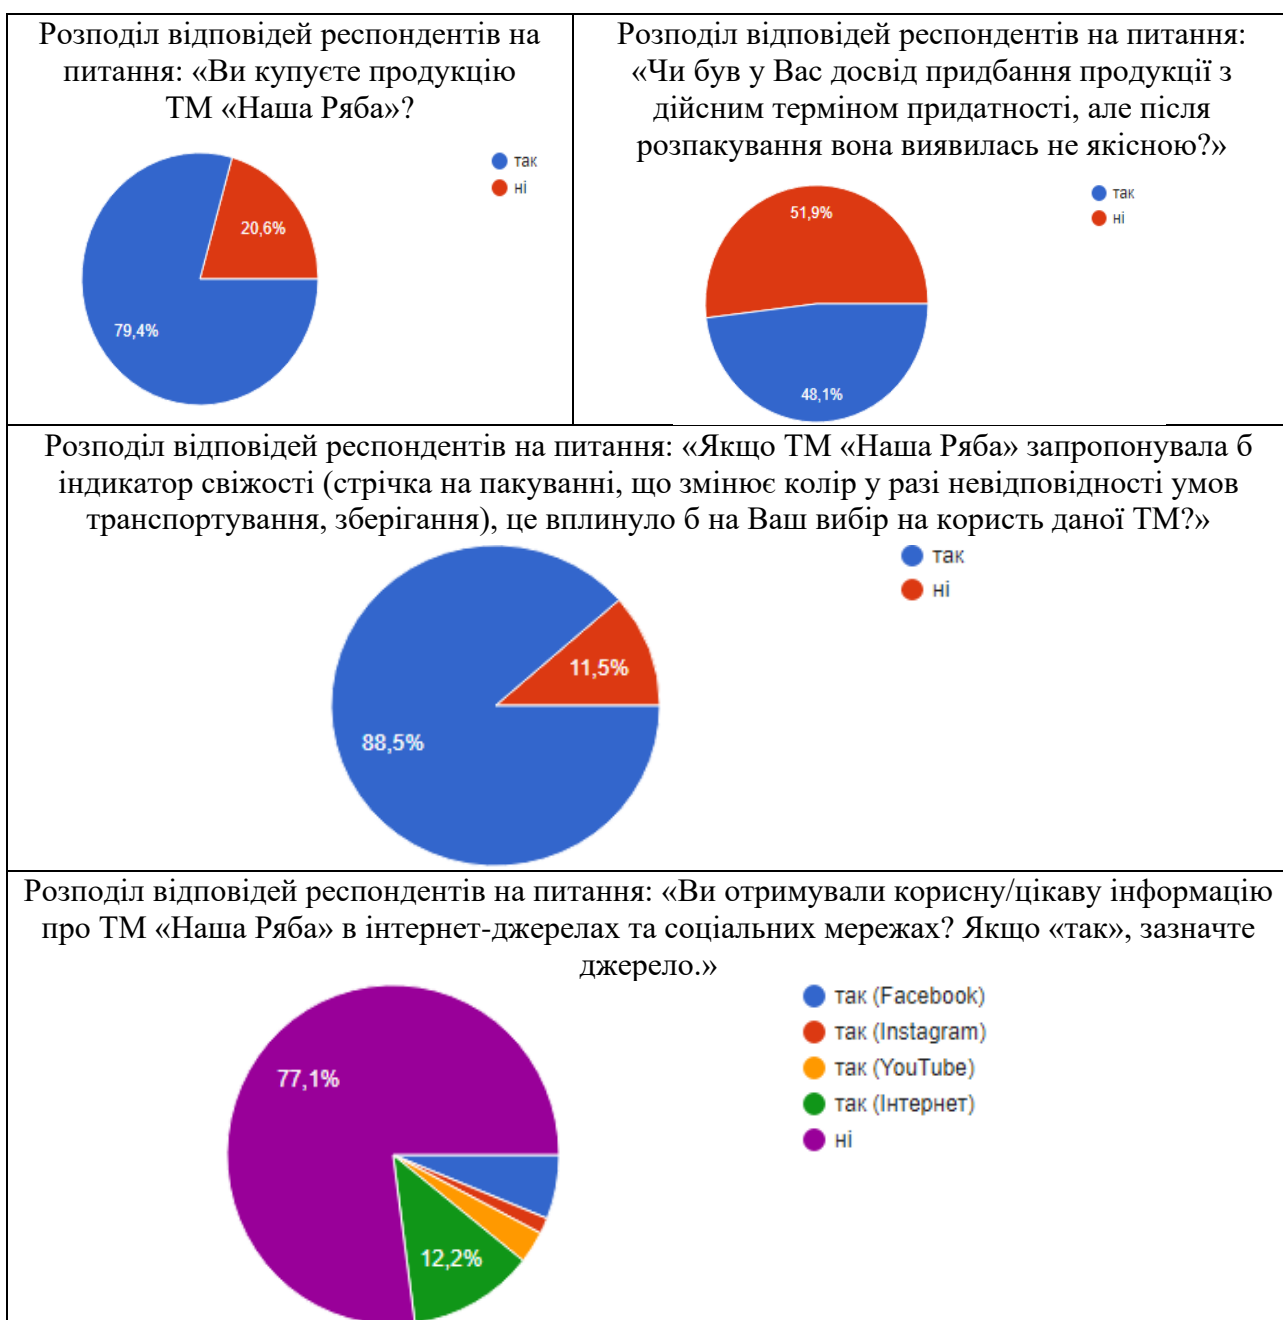 Розподіл відповідей респондентів на
питання: «Ви купуєте продукцію
ТМ «Наша Ряба»?
так
ні
20,6%
79,4%
Розподіл відповідей респондентів на питання:
«Чи був у Вас досвід придбання продукції з
дійсним терміном придатності, але після
розпакування вона виявилась не якісною?»
так
ні
51,9%
48,1%
Розподіл відповідей респондентів на питання: «Якщо ТМ «Наша Ряба» запропонувала б
індикатор свіжості (стрічка на пакуванні, що змінює колір у разі невідповідності умов
транспортування, зберігання), це вплинуло б на Ваш вибір на користь даної ТМ?»
так
ні
11,5%
88,5%
Розподіл відповідей респондентів на питання: «Ви отримували корисну/цікаву інформацію
про ТМ «Наша Ряба» в інтернет-джерелах та соціальних мережах? Якщо «так», зазначте
джерело.»
так (Facebook)
так (Instagram)
так (YouTube)
так (Інтернет)
ні
77,1%
12,2%